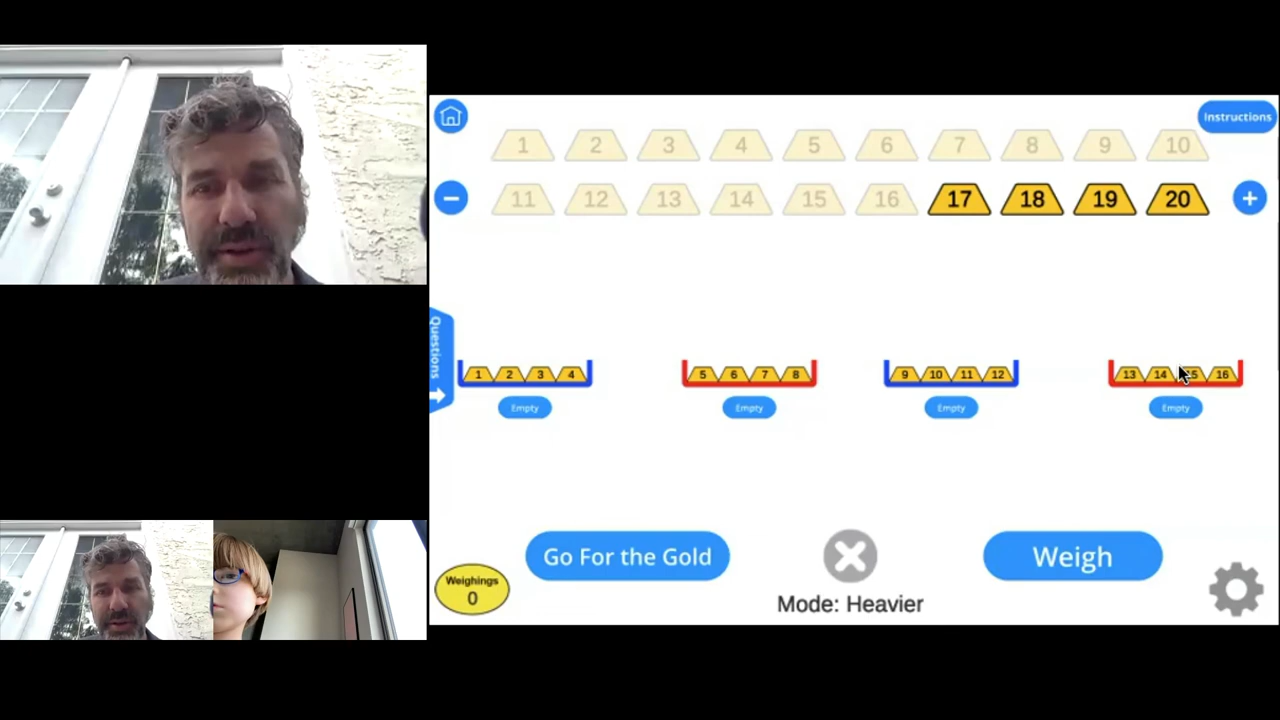 Instructions
1 2 3 4 5 6 7 8 9 10
11 12 13 14 15 16 17 18 19 20
Questions
1 2 3 4
5 6 7 8
9 10 11 12
13 14 15 16
Empty
Empty
Empty
Empty
Go For the Gold
Weigh
Weighings
0
Mode: Heavier